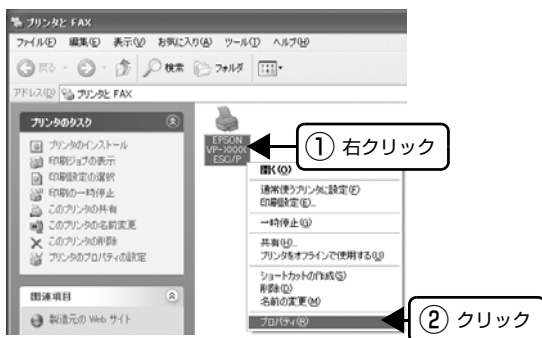 プリンタと FAX
ファイル(F) 編集(E) 表示(V) お気に入り(A) ツール(T) ヘルプ(H)
戻る 検索 フォルダ
アドレス(D) プリンタと FAX
プリンタのタスク
プリンタのインストール
印刷ジョブの表示
印刷設定の選択
印刷の一時停止
このプリンタの共有
このプリンタの名前変更
このプリンタの削除
プリンタのプロパティの設定
関連項目
製造元の Web サイト
EPSON
VP-XXXX
ESC/P
① 右クリック
開く(O)
通常使うプリンタに設定(F)
印刷設定(E)...
一時停止(G)
共有(H)...
プリンタをオフラインで使用する(U)
ショートカットの作成(S)
削除(D)
名前の変更(M)
プロパティ(R)
② クリック